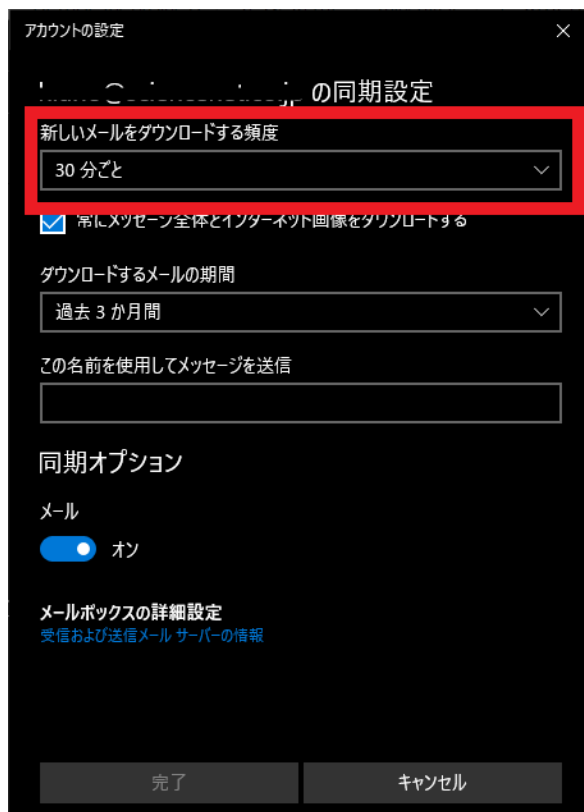 アカウントの設定
の同期設定
新しいメールをダウンロードする頻度
30 分ごと
常にメッセージ全体とインターネット画像をダウンロードする
ダウンロードするメールの期間
過去 3 か月間
この名前を使用してメッセージを送信
同期オプション
メール
オン
メールボックスの詳細設定
受信および送信メール サーバーの情報
完了
キャンセル